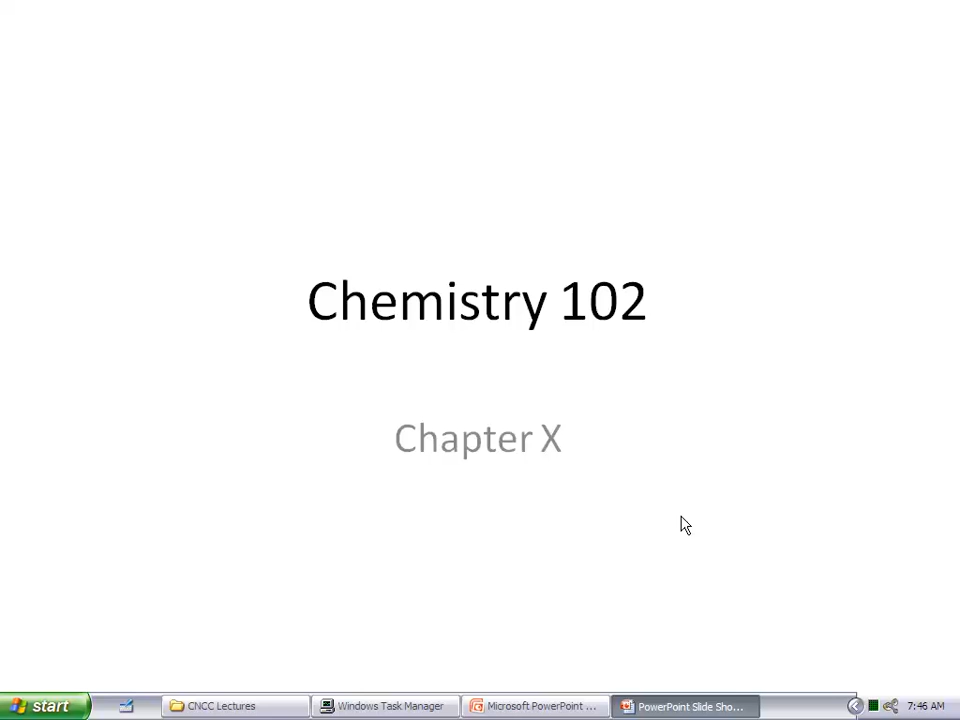 Chemistry 102
Chapter X
start
CNCC Lectures
Windows Task Manager
Microsoft PowerPoint ...
PowerPoint Slide Sho...
7:46 AM